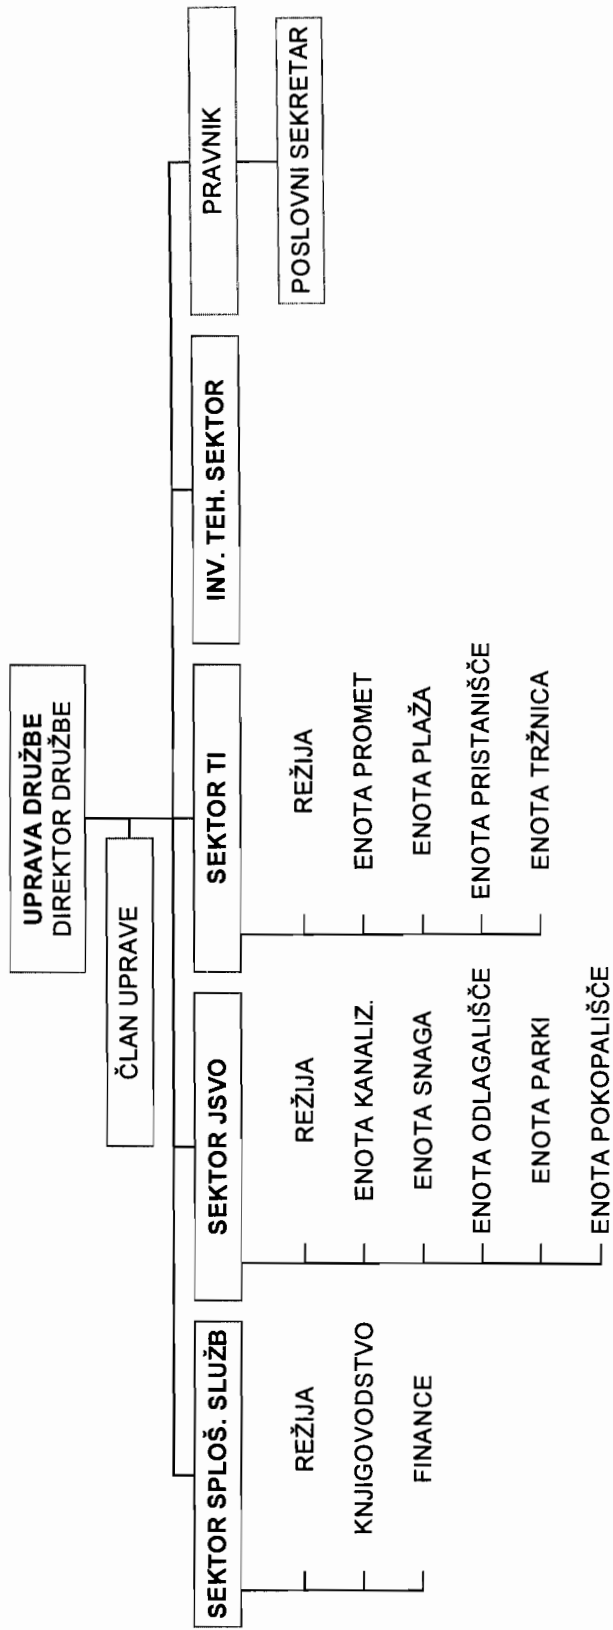 UPRAVA DRUŽBE
DIREKTOR DRUŽBE
ČLAN UPRAVE
SEKTOR SPLOŠ. SLUŽB
REŽIJA
KNJIGOVODSTVO
FINANCE
SEKTOR JSVO
REŽIJA
ENOTA KANALIZ.
ENOTA SNAGA
ENOTA ODLAGALIŠČE
ENOTA PARKI
ENOTA POKOPALIŠČE
SEKTOR TI
REŽIJA
ENOTA PROMET
ENOTA PLAŽA
ENOTA PRISTANIŠČE
ENOTA TRŽNICA
INV. TEH. SEKTOR
PRAVNIK
POSLOVNI SEKRETAR